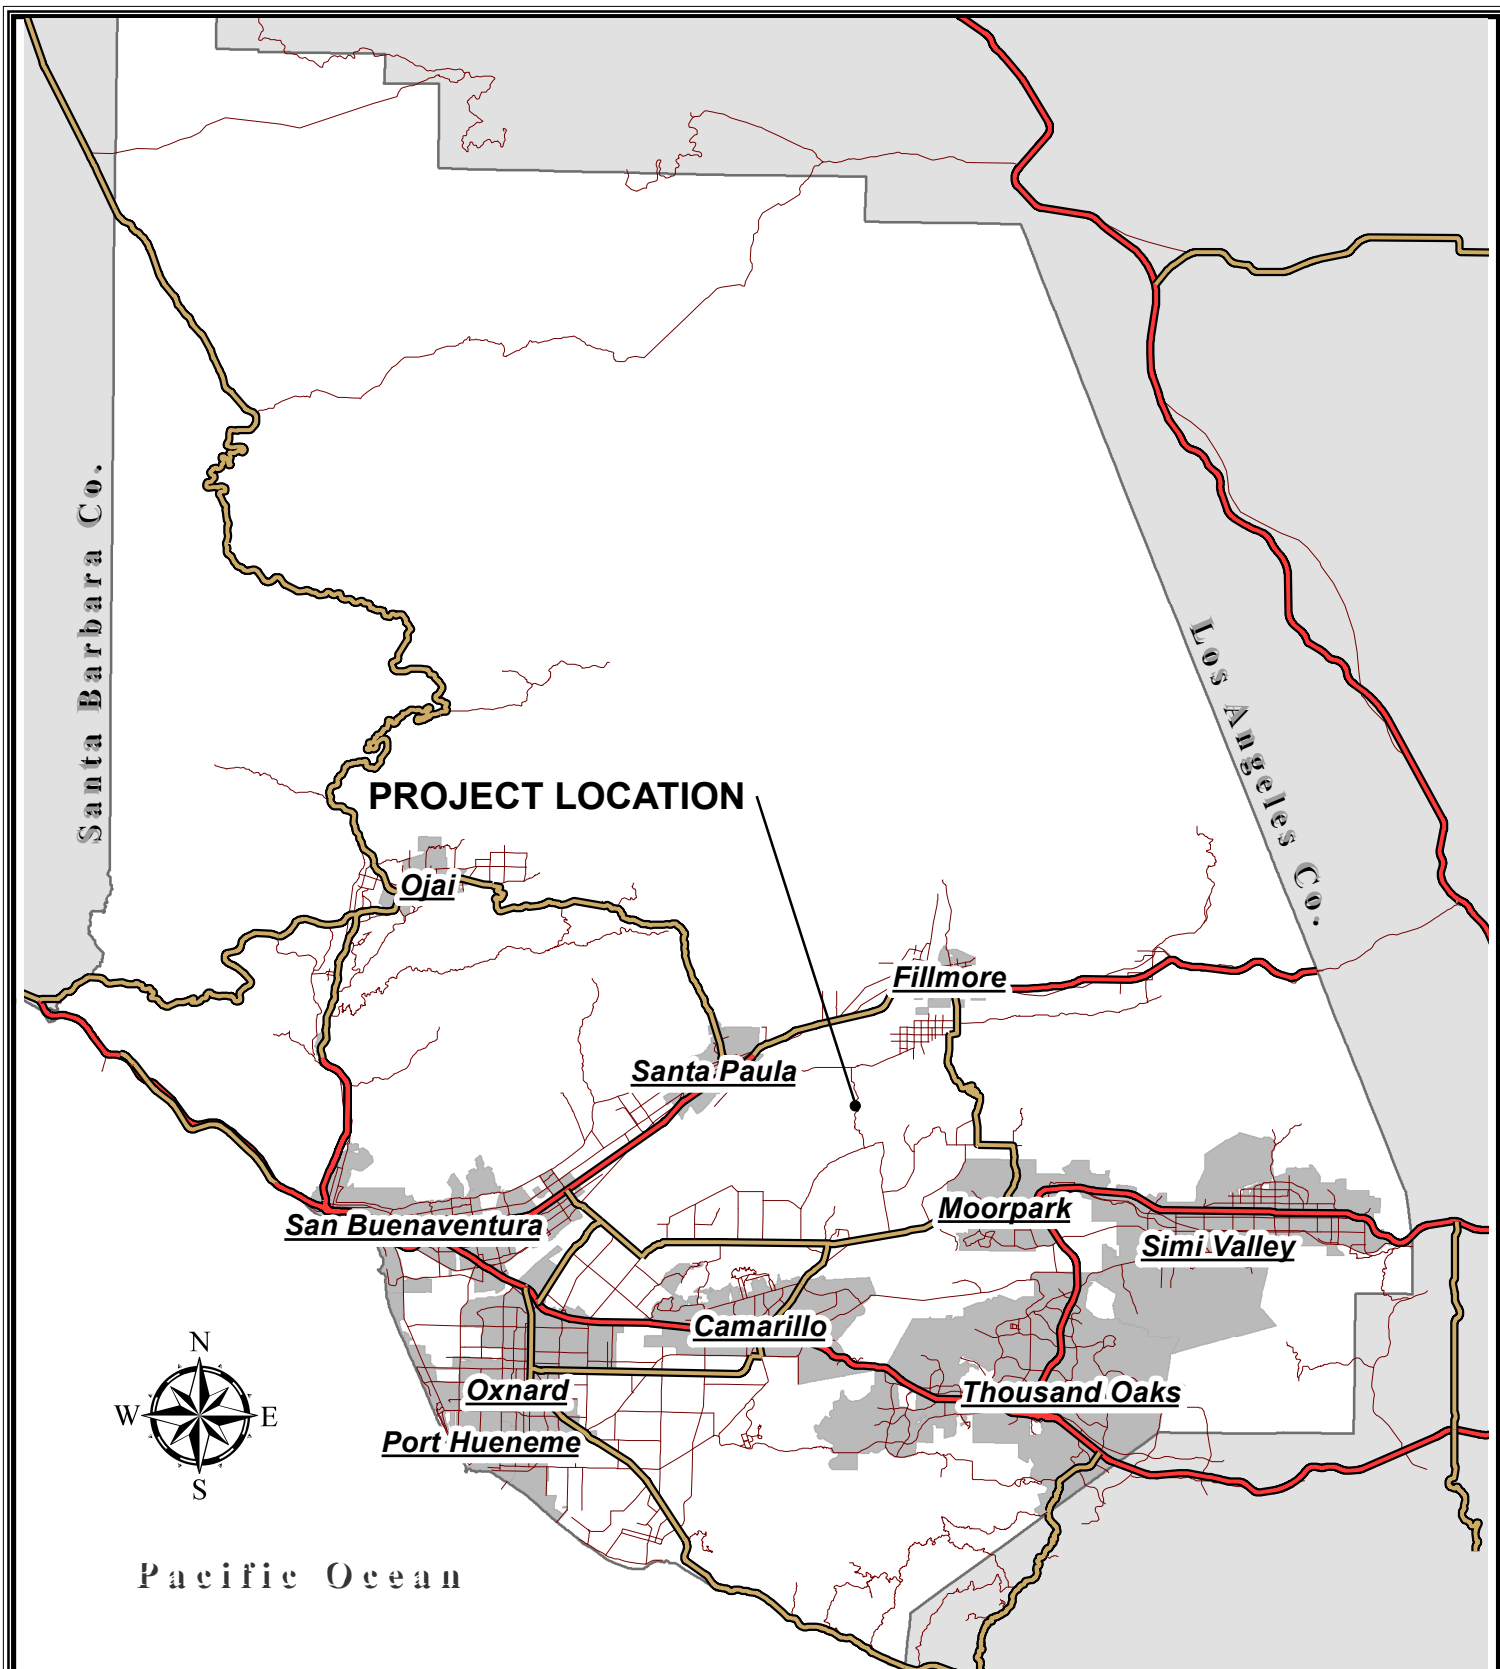 Santa Barbara Co.
Los Angeles Co.
PROJECT LOCATION
Ojai
Fillmore
Santa Paula
San Buenaventura
Moorpark
Simi Valley
Camarillo
Oxnard
Thousand Oaks
Port Hueneme
N
W E
S
Pacific Ocean